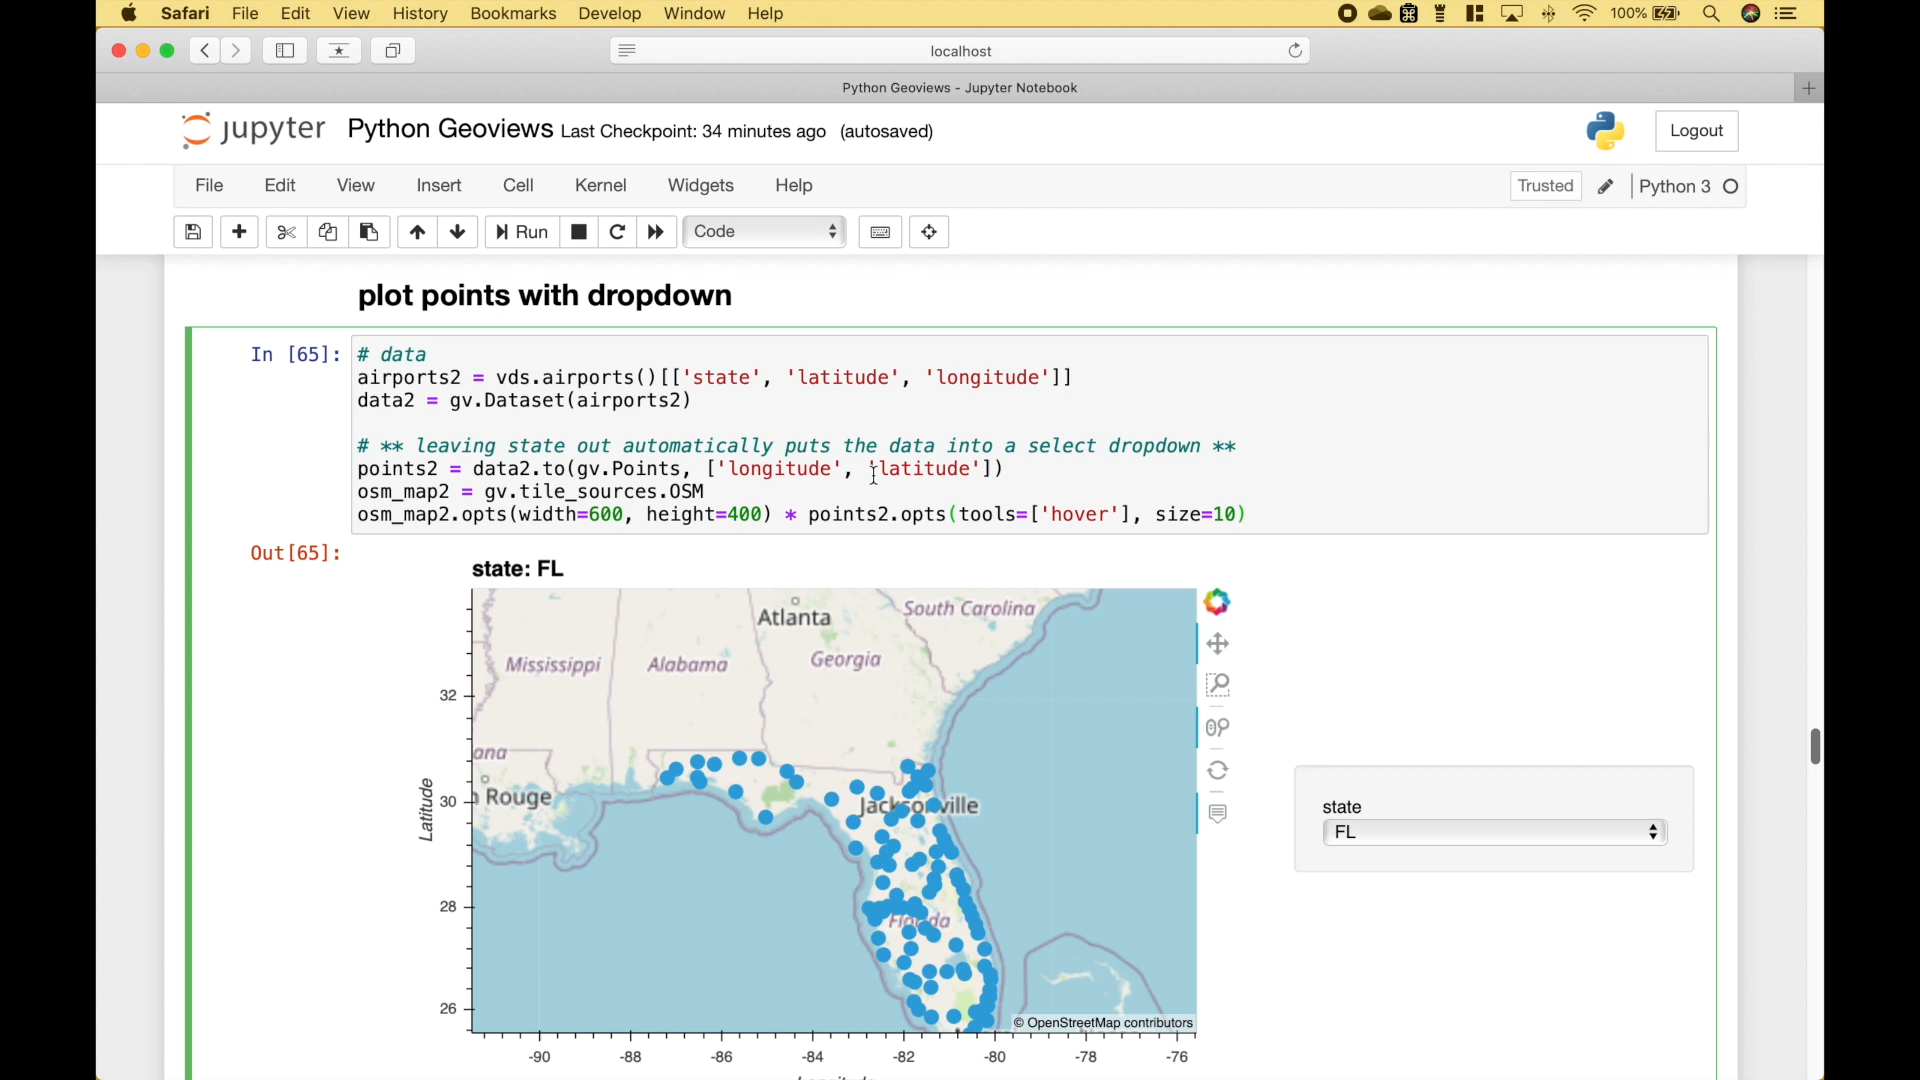 Safari File Edit View History Bookmarks Develop Window Help 100%
localhost
Python Geoviews - Jupyter Notebook
jupyter Python Geoviews Last Checkpoint: 34 minutes ago (autosaved) Logout
File Edit View Insert Cell Kernel Widgets Help Trusted Python 3
Run Code
plot points with dropdown
In [65]: # data
airports2 = vds.airports()[['state', 'latitude', 'longitude']]
data2 = gv.Dataset(airports2)
# ** leaving state out automatically puts the data into a select dropdown **
points2 = data2.to(gv.Points, ['longitude', 'latitude'])
osm_map2 = gv.tile_sources.OSM
osm_map2.opts(width=600, height=400) * points2.opts(tools=['hover'], size=10)
Out[65]:
state: FL
Atlanta
South Carolina
Mississippi Alabama Georgia
32
ana
30
Rouge
Jacksonville
Latitude
state
FL
28
Florida
26
© OpenStreetMap contributors
-90 -88 -86 -84 -82 -80 -78 -76